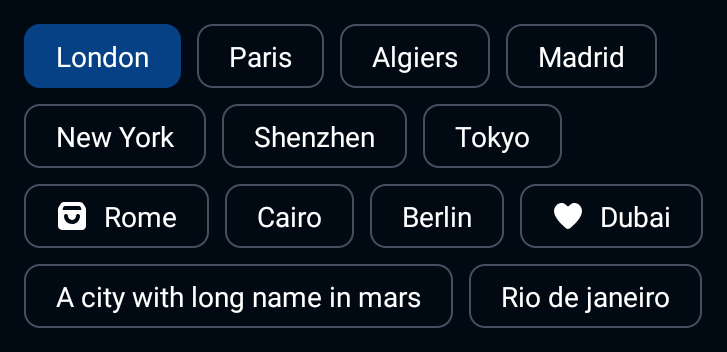 London Paris Algiers Madrid
New York Shenzhen Tokyo
Rome Cairo Berlin Dubai
A city with long name in mars Rio de janeiro